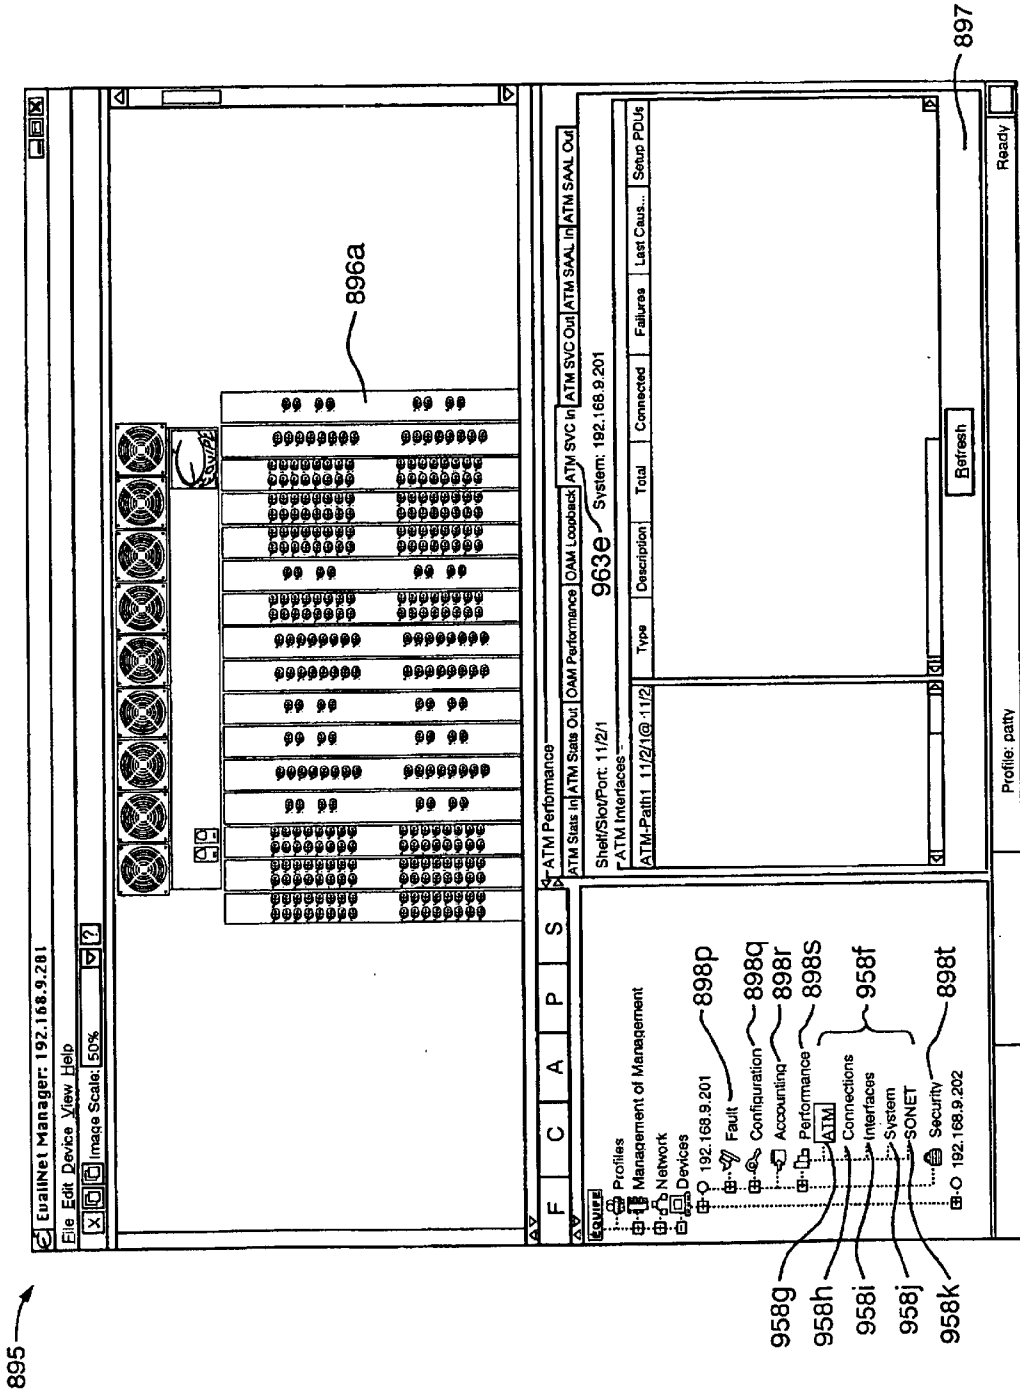 895
EualINet Manager: 192.168.9.281
File Edit Device View Help
Image Scale: 50% ?
896a
F C A P S
EQUIPE
Profiles
Management of Management
Network
Devices
192.168.9.201
898p
Fault
Configuration
898q
Accounting
898r
Performance
898s
ATM
Connections
Interfaces
System
SONET
958f
Security
898t
192.168.9.202
958g
958h
958i
958j
958k
ATM Performance
ATM Stats In ATM Stats Out OAM Performance OAM Loopback ATM SVC In ATM SVC Out ATM SAAL In ATM SAAL Out
Shelf/Slot/Port: 11/2/1
963e
System: 192.168.9.201
ATM Interfaces
Type Description Total Connected Failures Last Caus... Setup PDUs
ATM-Path1 11/2/1@ 11/2
Refresh
897
Profile: patty
Ready